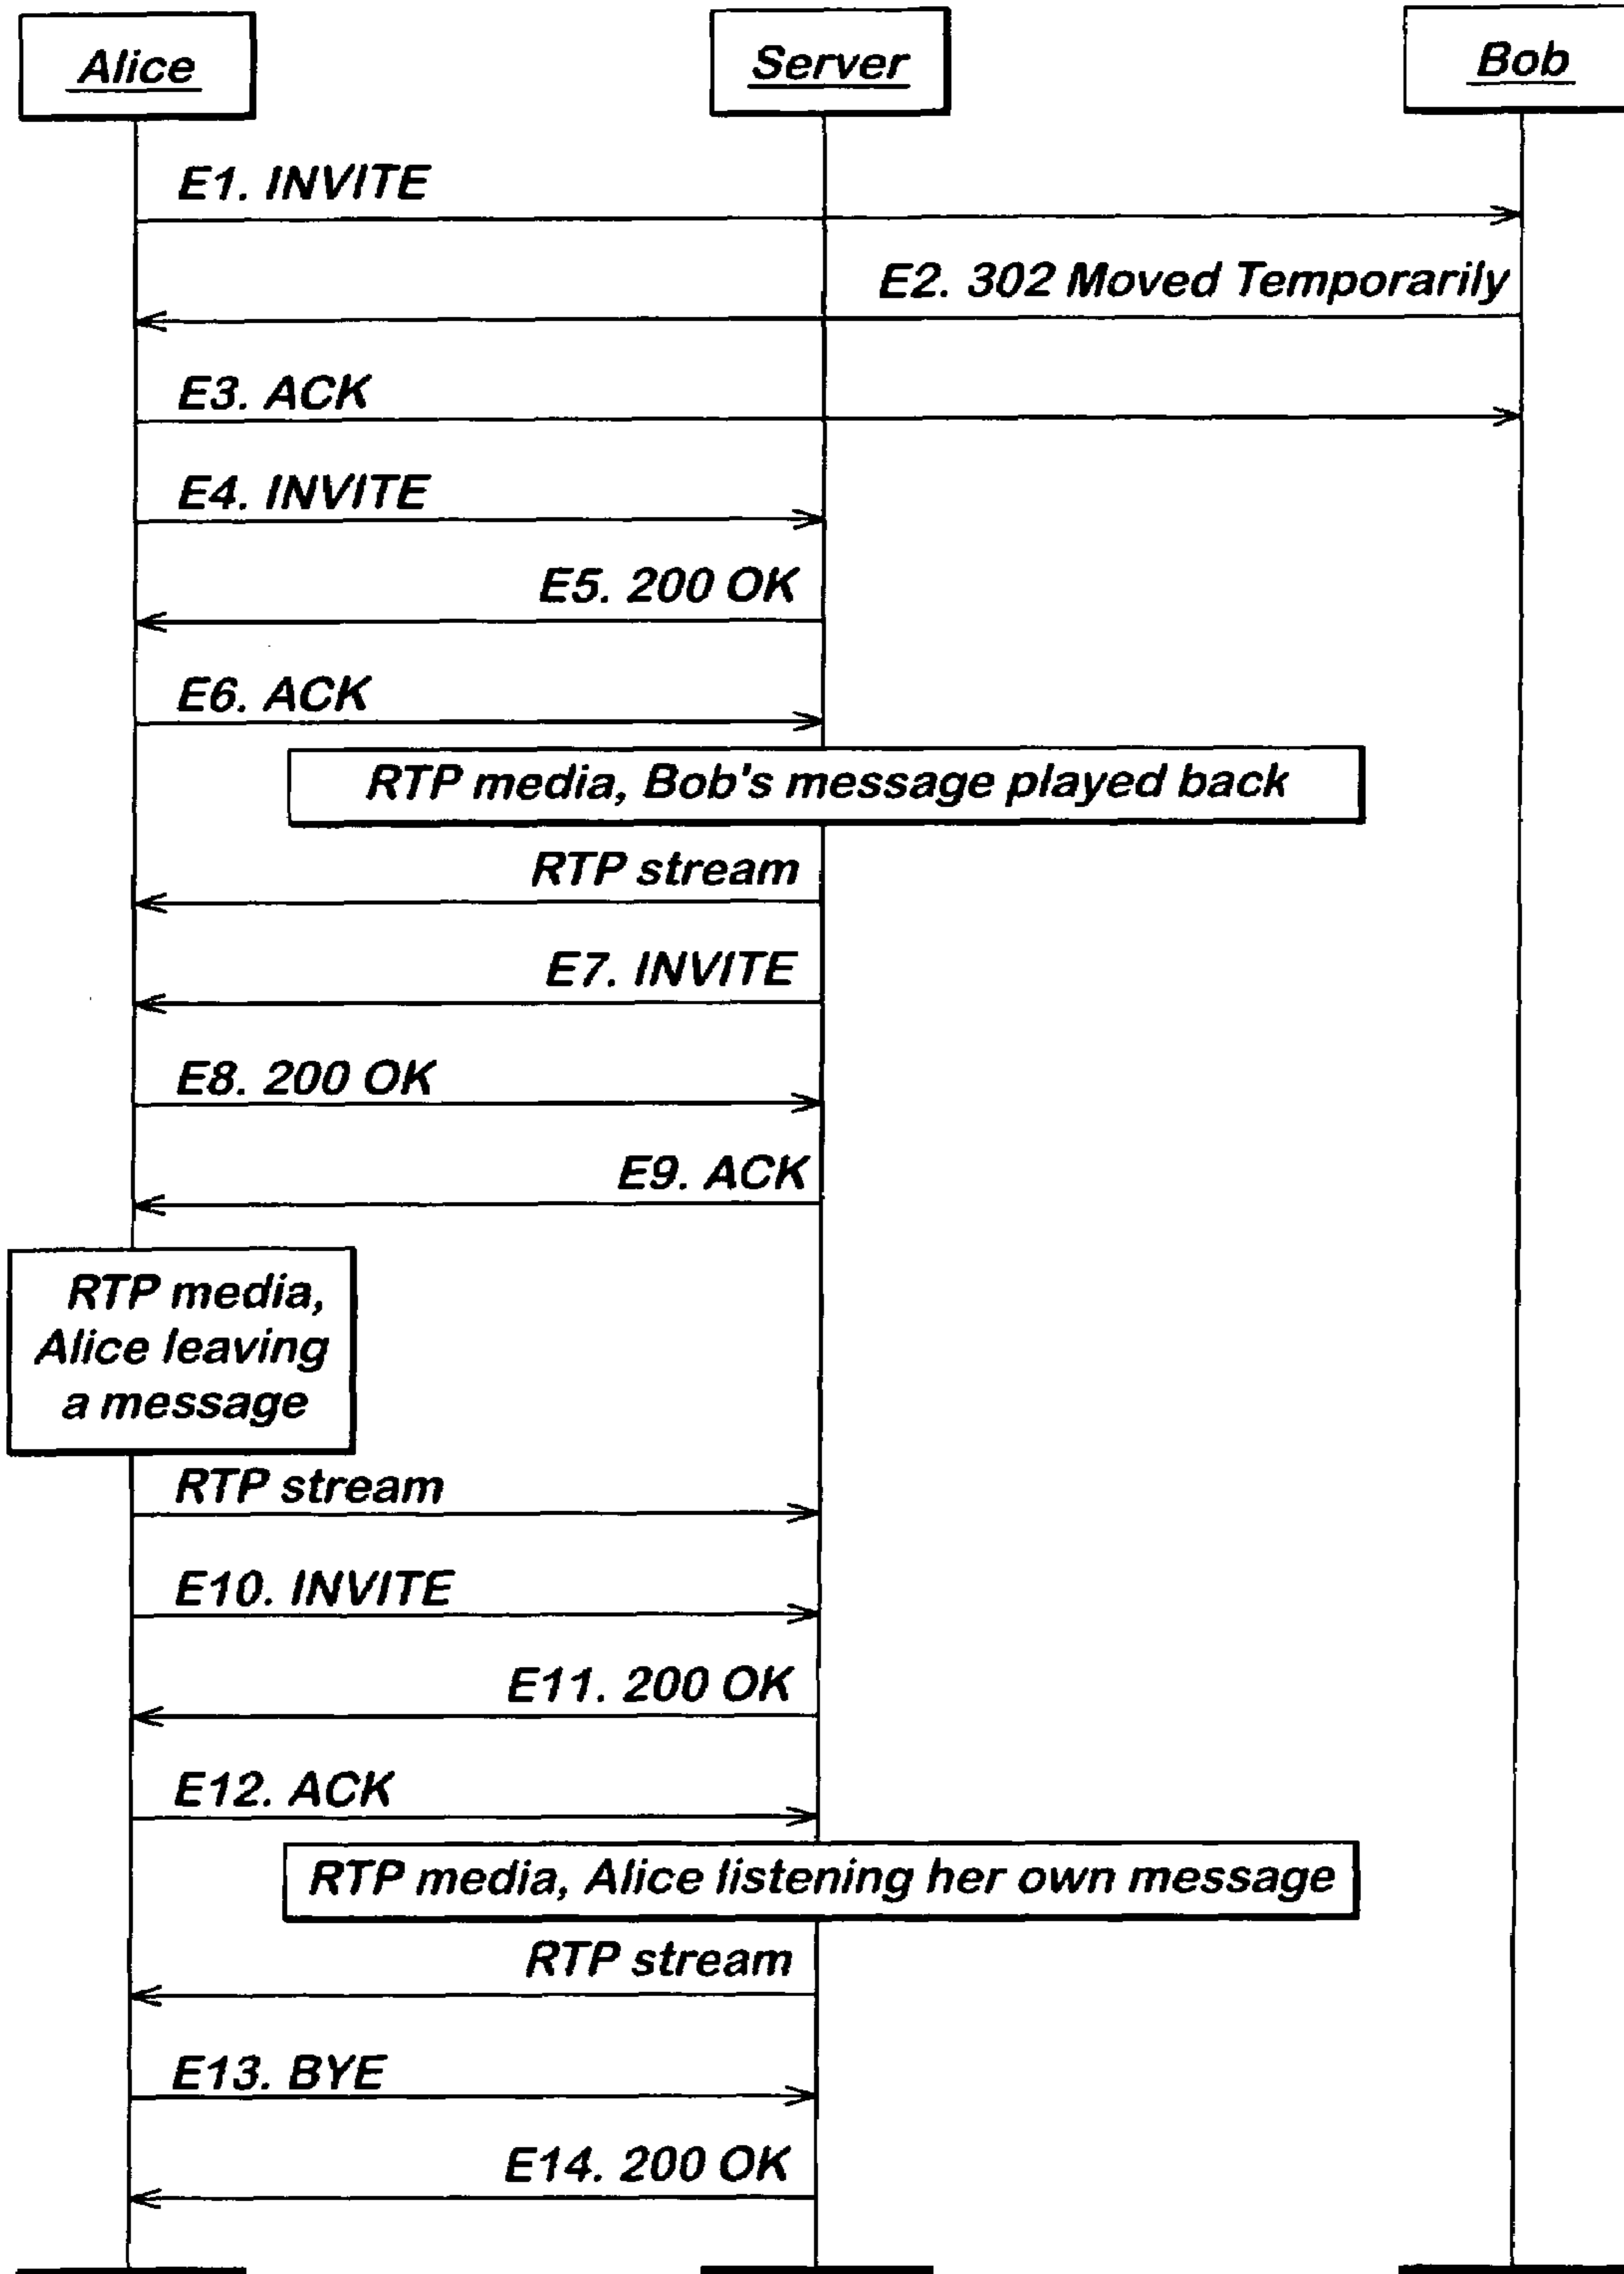 Alice
Server
Bob
E1. INVITE
E2. 302 Moved Temporarily
E3. ACK
E4. INVITE
E5. 200 OK
E6. ACK
RTP media, Bob's message played back
RTP stream
E7. INVITE
E8. 200 OK
E9. ACK
RTP media,
Alice leaving
a message
RTP stream
E10. INVITE
E11. 200 OK
E12. ACK
RTP media, Alice listening her own message
RTP stream
E13. BYE
E14. 200 OK